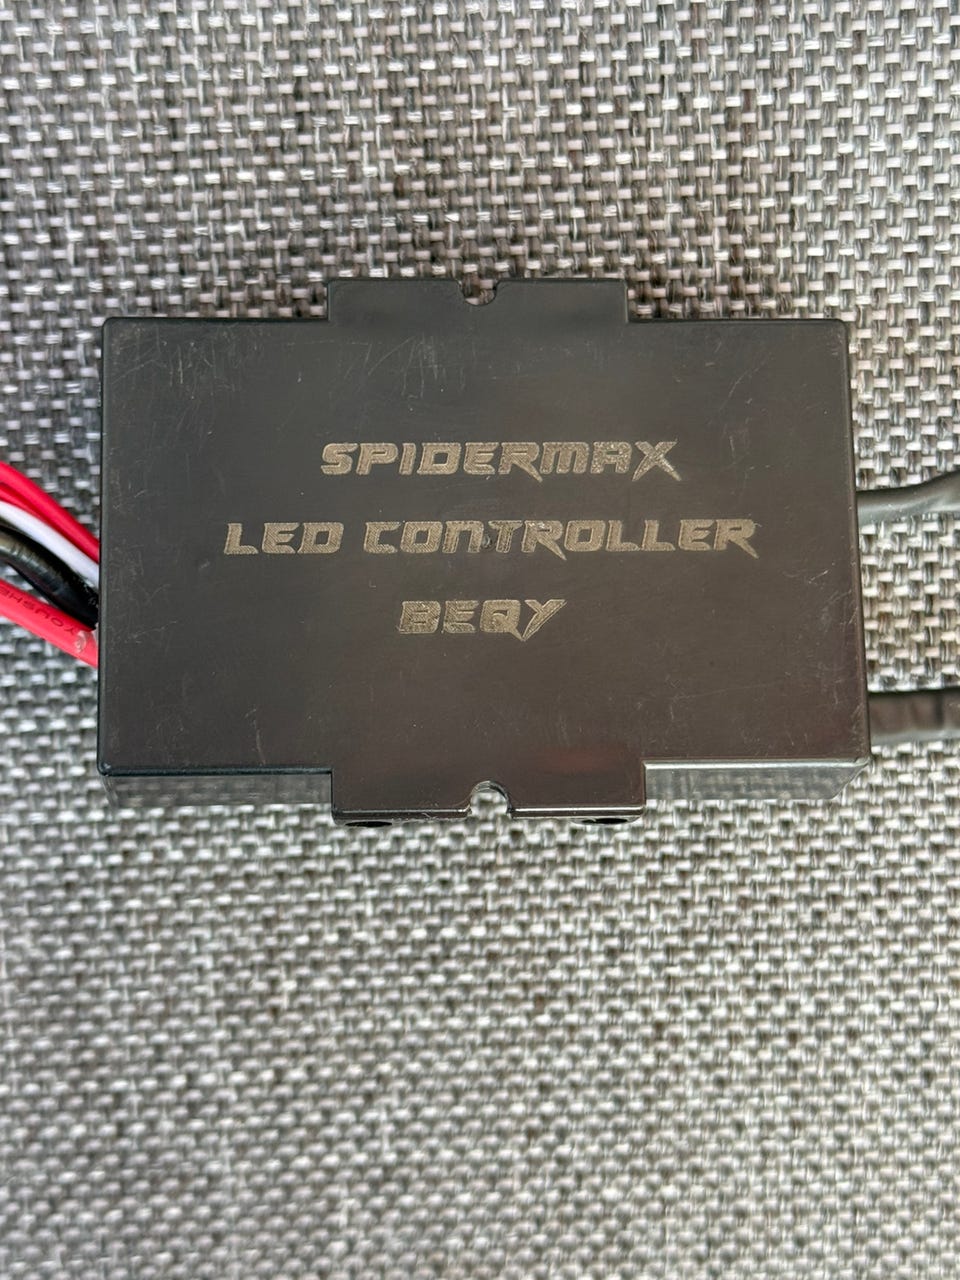 SPIDERMAX
LED CONTROLLER
BEQY